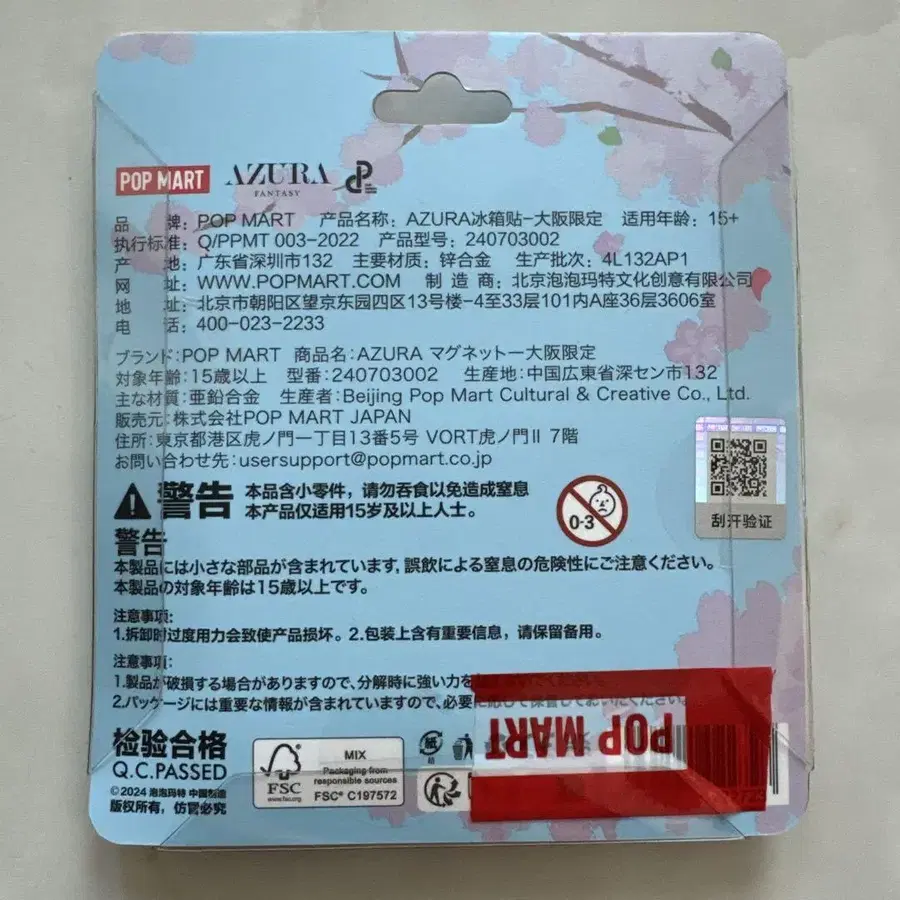 POP MART AZURA FANTASY
品牌: POP MART 产品名称: AZURA冰箱贴-大阪限定 适用年龄: 15+
执行标准: Q/PPMT 003-2022 产品型号: 240703002
产地: 广东省深圳市132 主要材质: 锌合金 生产批次: 4L132AP1
网址: WWW.POPMART.COM 制造商: 北京泡泡玛特文化创意有限公司
地址: 北京市朝阳区望京东园四区13号楼-4至33层101内A座36层3606室
电话: 400-023-2233
ブランド:POP MART 商品名:AZURA マグネット一大阪限定
対象年齢:15歳以上 型番:240703002 生産地:中国広東省深セン市132
主な材質:亜鉛合金 生産者:Beijing Pop Mart Cultural & Creative Co., Ltd.
販売元:株式会社POP MART JAPAN
住所:東京都港区虎ノ門一丁目13番5号 VORT虎ノ門II 7階
お問い合わせ先:usersupport@popmart.co.jp
警告 本品含小零件，请勿吞食以免造成窒息
本产品仅适用15岁及以上人士。
0-3
刮开验证
警告
本製品には小さな部品が含まれています, 誤飲による窒息の危険性にご注意ください。
本製品の対象年齢は15歳以上です。
注意事项:
1.拆卸时过度用力会致使产品损坏。2.包装上含有重要信息，请保留备用。
注意事項:
1.製品が破損する場合がありますので、分解時に強い力を
2.パッケージには重要な情報が含まれていますので、必要に応じて保管しておいてください。
POP MART
检验合格
Q.C.PASSED
©2024 泡泡玛特 中国制造
版权所有，仿冒必究
FSC
www.fsc.org
MIX
Packaging from
responsible sources
FSC® C197572
紙